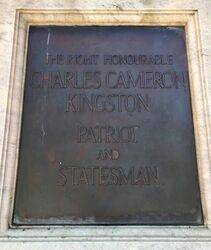 THE RIGHT HONOURABLE
CHARLES CAMERON
KINGSTON
PATRIOT
AND
STATESMAN